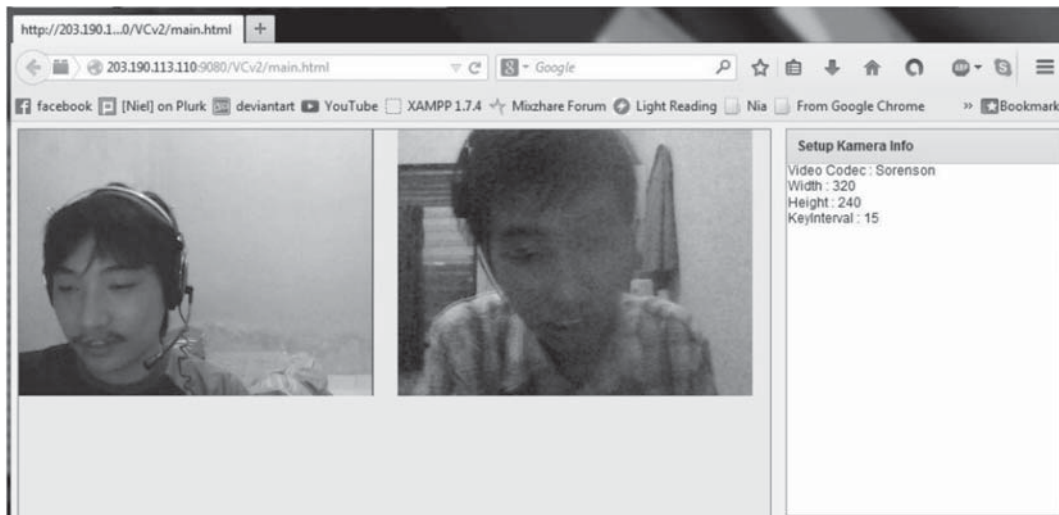 http://203.190.1...0/VCv2/main.html
203.190.113.110:9080/VCv2/main.html
Google
facebook [Niel] on Plurk deviantart YouTube XAMPP 1.7.4 Mixzhare Forum Light Reading Nia From Google Chrome » Bookmark
Setup Kamera Info
Video Codec : Sorenson
Width : 320
Height : 240
KeyInterval : 15